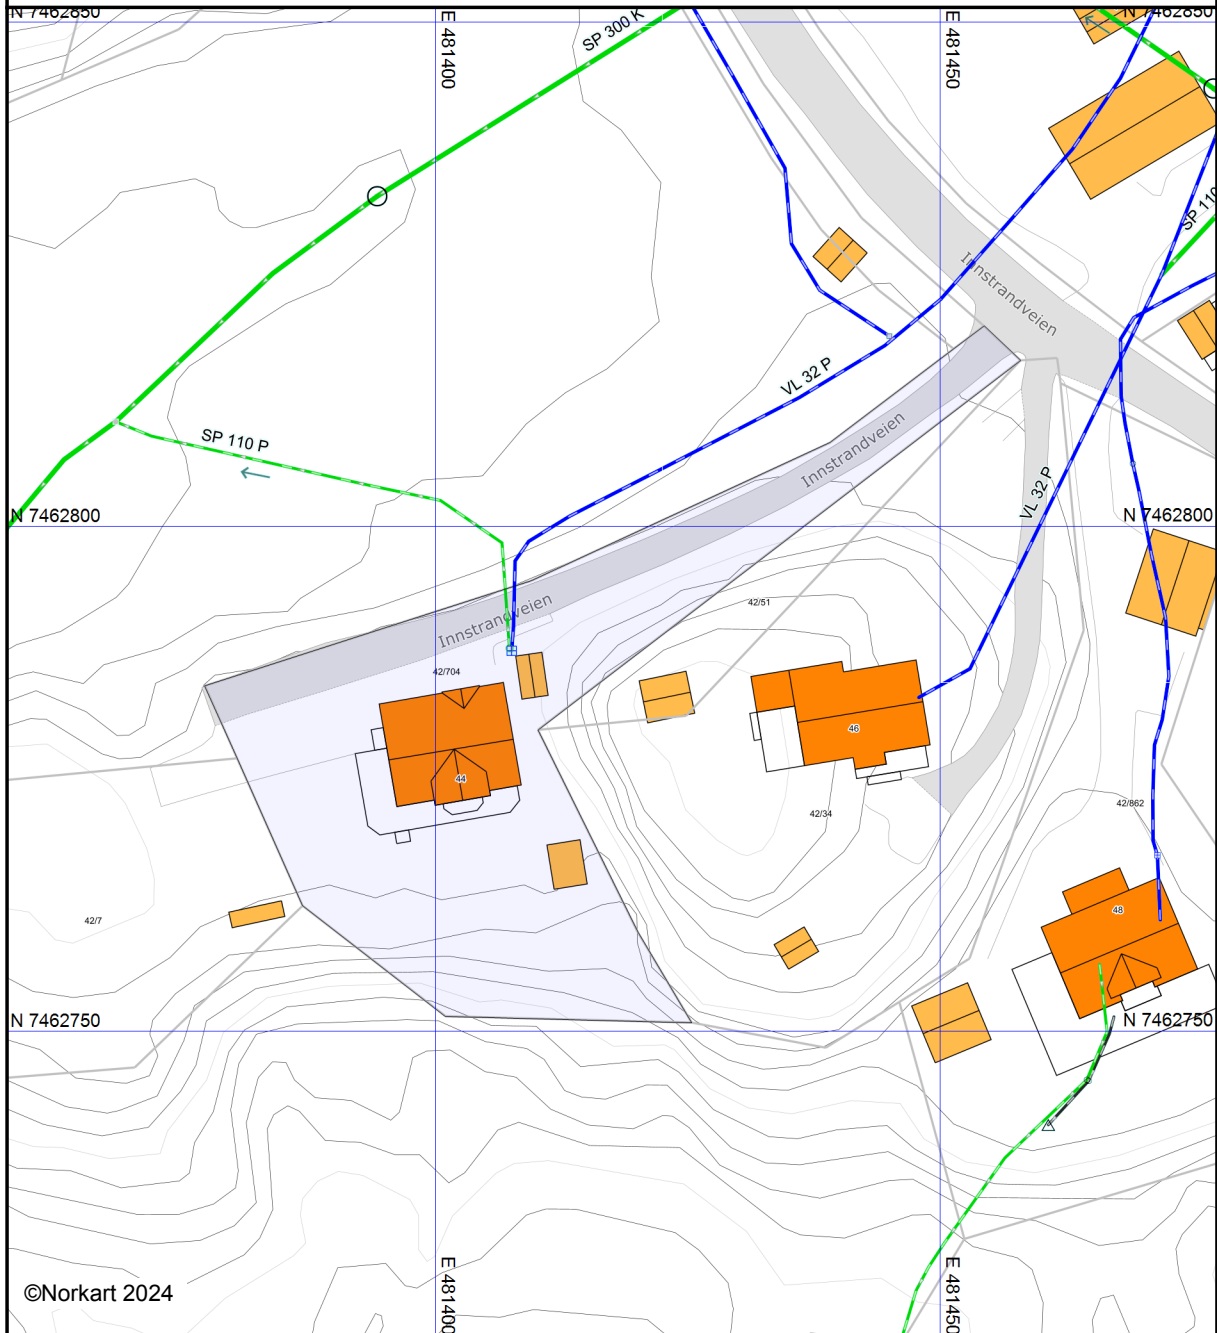 N 7462850
E 481400
SP 300 K
E 481450
N 7462850
SP 110
Innstrandveien
VL 32 P
SP 110 P
Innstrandveien
VL 32 P
N 7462800
N 7462800
42/51
Innstrandveien
42/704
46
44
42/862
42/34
48
42/7
N 7462750
N 7462750
E 481400
E 481450
©Norkart 2024